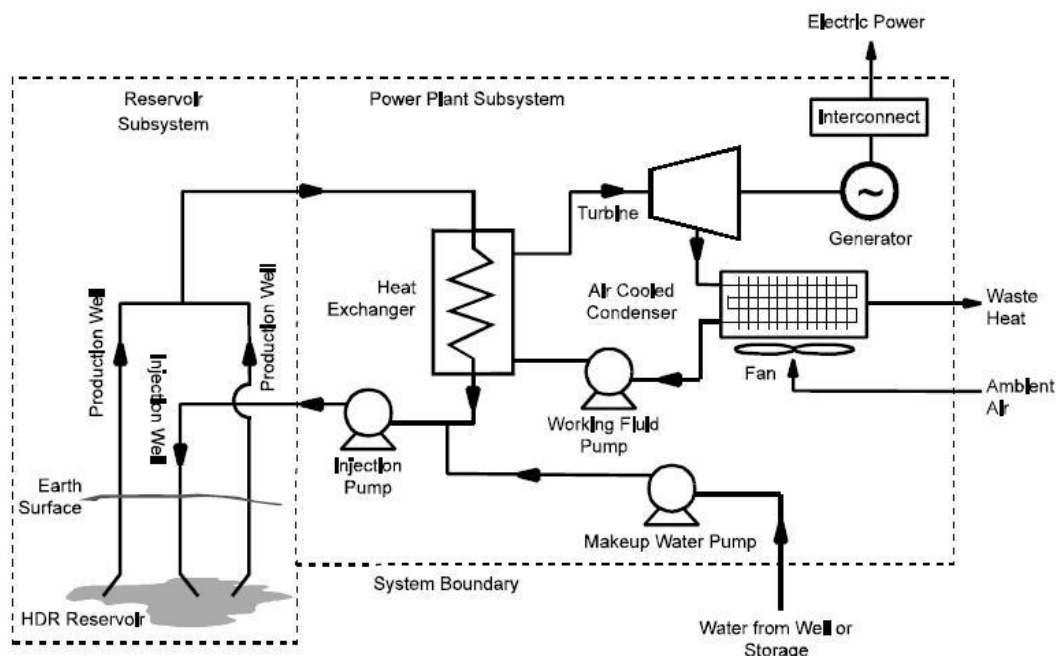 Electric Power
Reservoir
Subsystem
Power Plant Subsystem
Interconnect
Turbine
Generator
Heat
Exchanger
Air Cooled
Condenser
Waste
Heat
Production Well
Injection Well
Production Well
Fan
Ambient
Air
Working Fluid
Pump
Injection
Pump
Earth
Surface
Makeup Water Pump
System Boundary
HDR Reservoir
Water from Well or
Storage